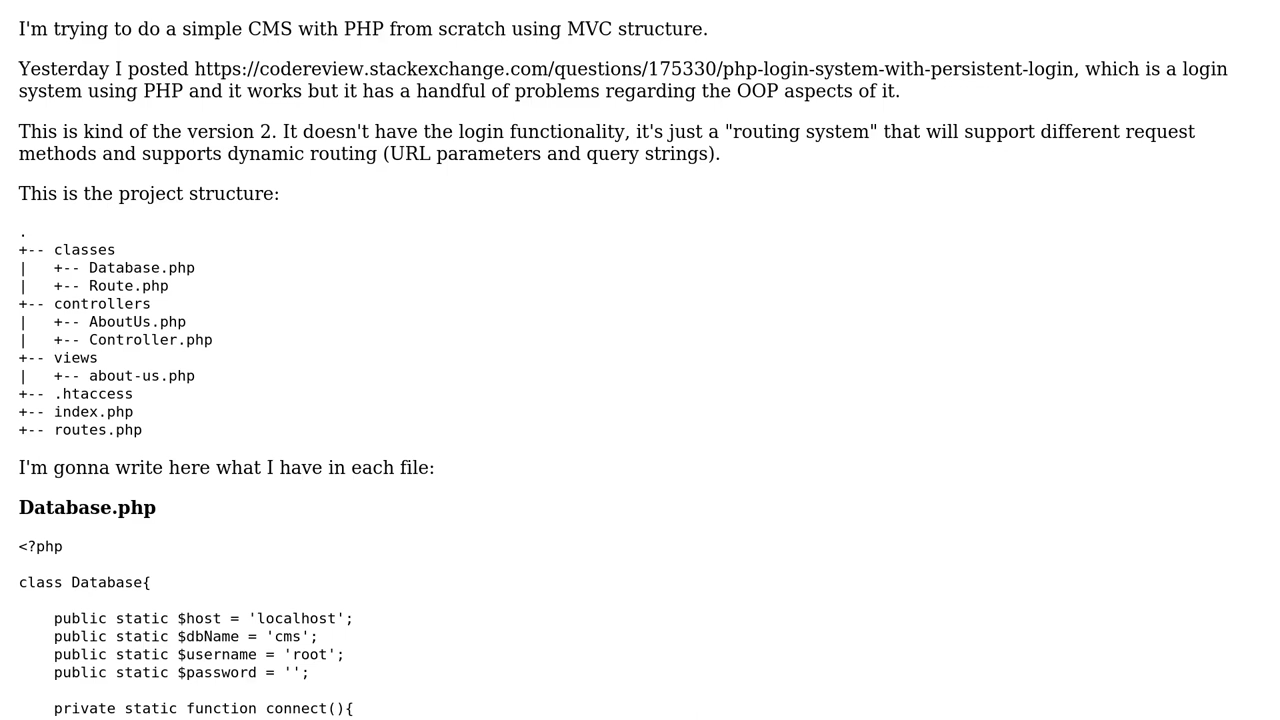 I'm trying to do a simple CMS with PHP from scratch using MVC structure.
Yesterday I posted https://codereview.stackexchange.com/questions/175330/php-login-system-with-persistent-login, which is a login
system using PHP and it works but it has a handful of problems regarding the OOP aspects of it.
This is kind of the version 2. It doesn't have the login functionality, it's just a "routing system" that will support different request
methods and supports dynamic routing (URL parameters and query strings).
This is the project structure:
.
+-- classes
|   +-- Database.php
|   +-- Route.php
+-- controllers
|   +-- AboutUs.php
|   +-- Controller.php
+-- views
|   +-- about-us.php
+-- .htaccess
+-- index.php
+-- routes.php
I'm gonna write here what I have in each file:
Database.php
<?php
class Database{
    public static $host = 'localhost';
    public static $dbName = 'cms';
    public static $username = 'root';
    public static $password = '';
    private static function connect(){